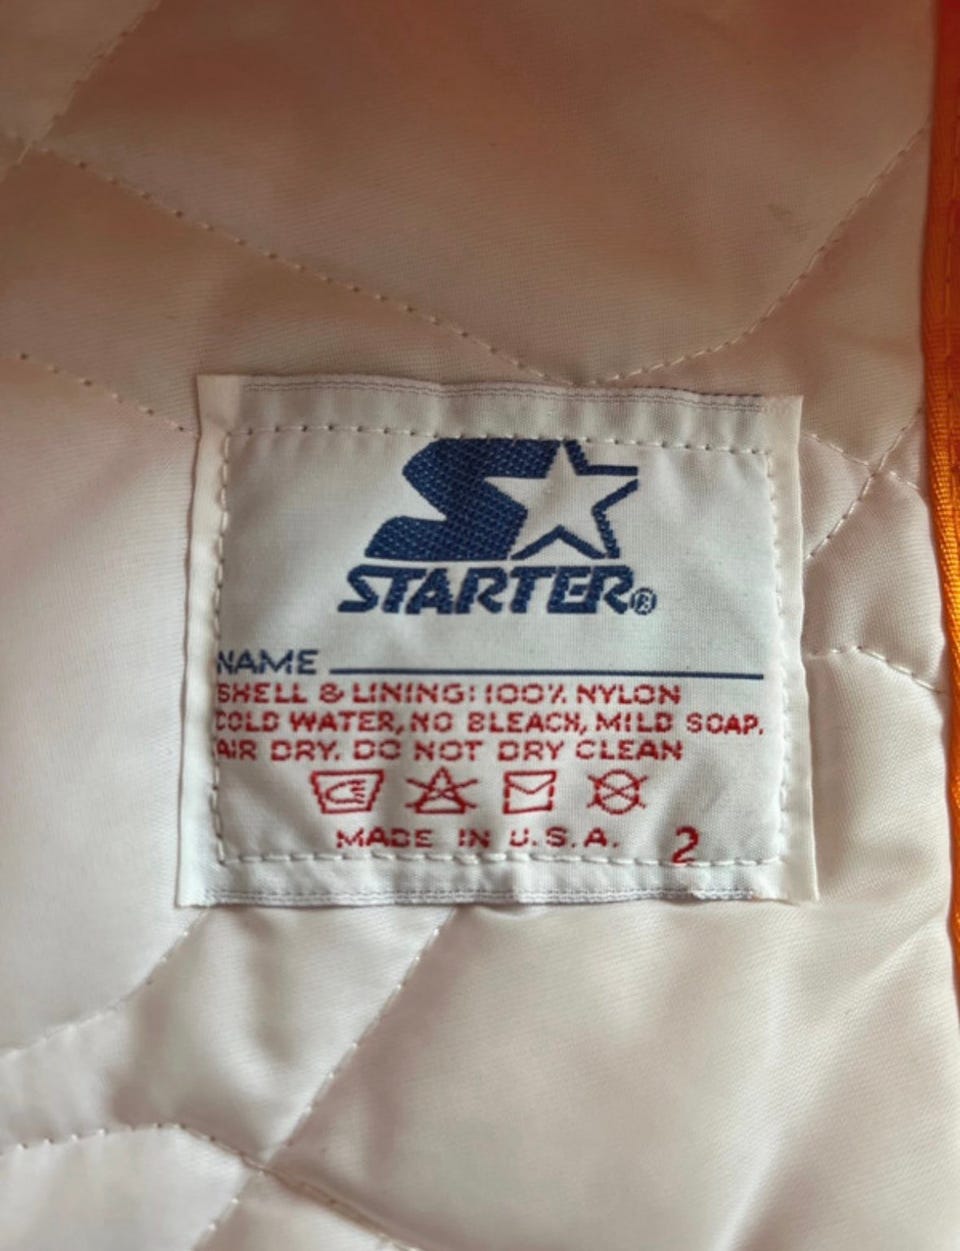 STARTER®
NAME
SHELL & LINING: 100% NYLON
COLD WATER, NO BLEACH, MILD SOAP.
AIR DRY. DO NOT DRY CLEAN
MADE IN U.S.A. 2